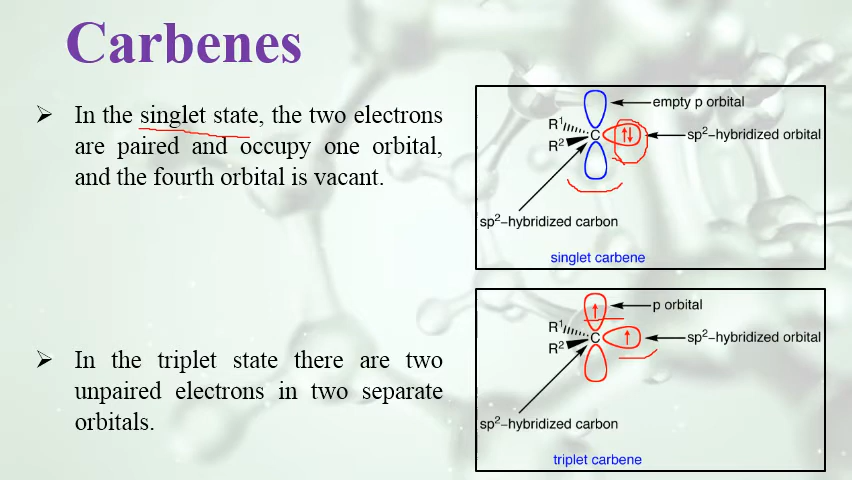 Carbenes
➢ In the singlet state, the two electrons
are paired and occupy one orbital,
and the fourth orbital is vacant.
empty p orbital
R¹
R²
C
sp²-hybridized orbital
sp²-hybridized carbon
singlet carbene
➢ In the triplet state there are two
unpaired electrons in two separate
orbitals.
p orbital
R¹
R²
C
sp²-hybridized orbital
sp²-hybridized carbon
triplet carbene